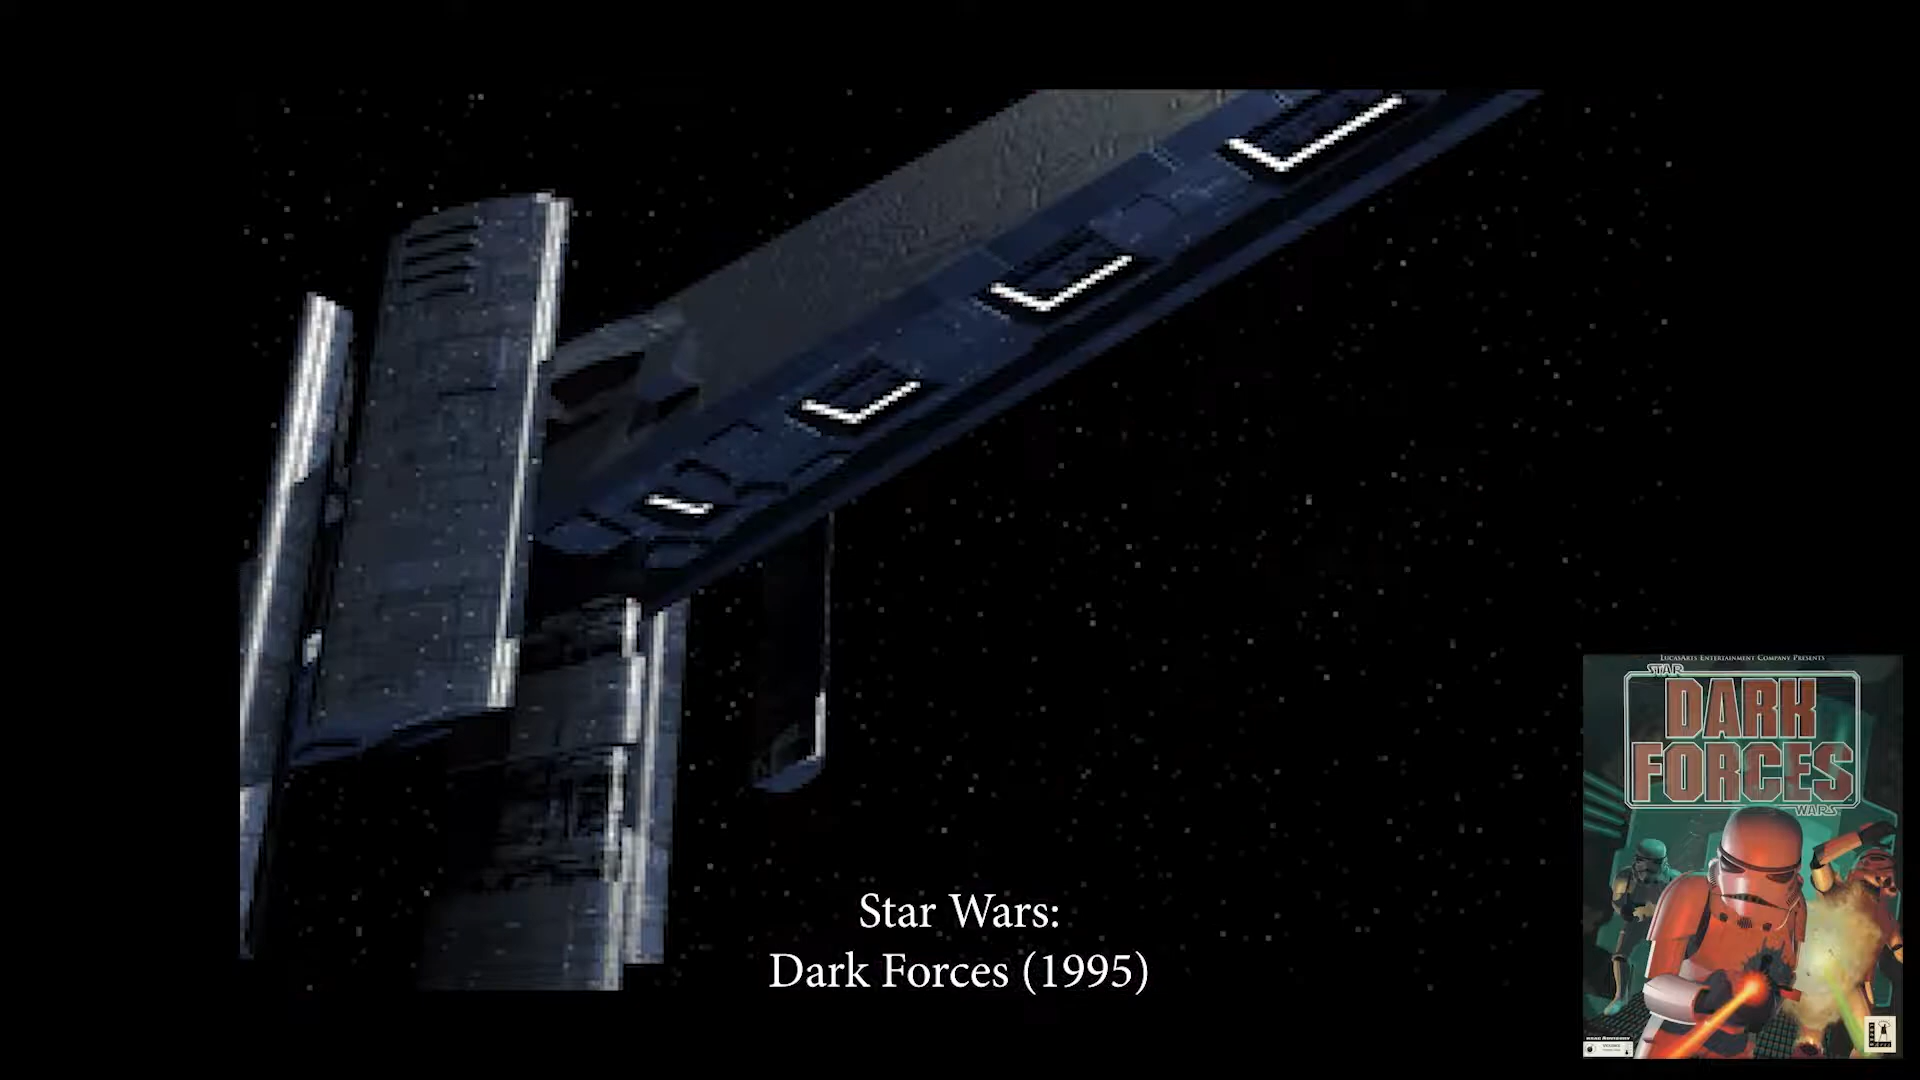 Star Wars:
Dark Forces (1995)
LucasArts Entertainment Company Presents
STAR
DARK
FORCES
WARS